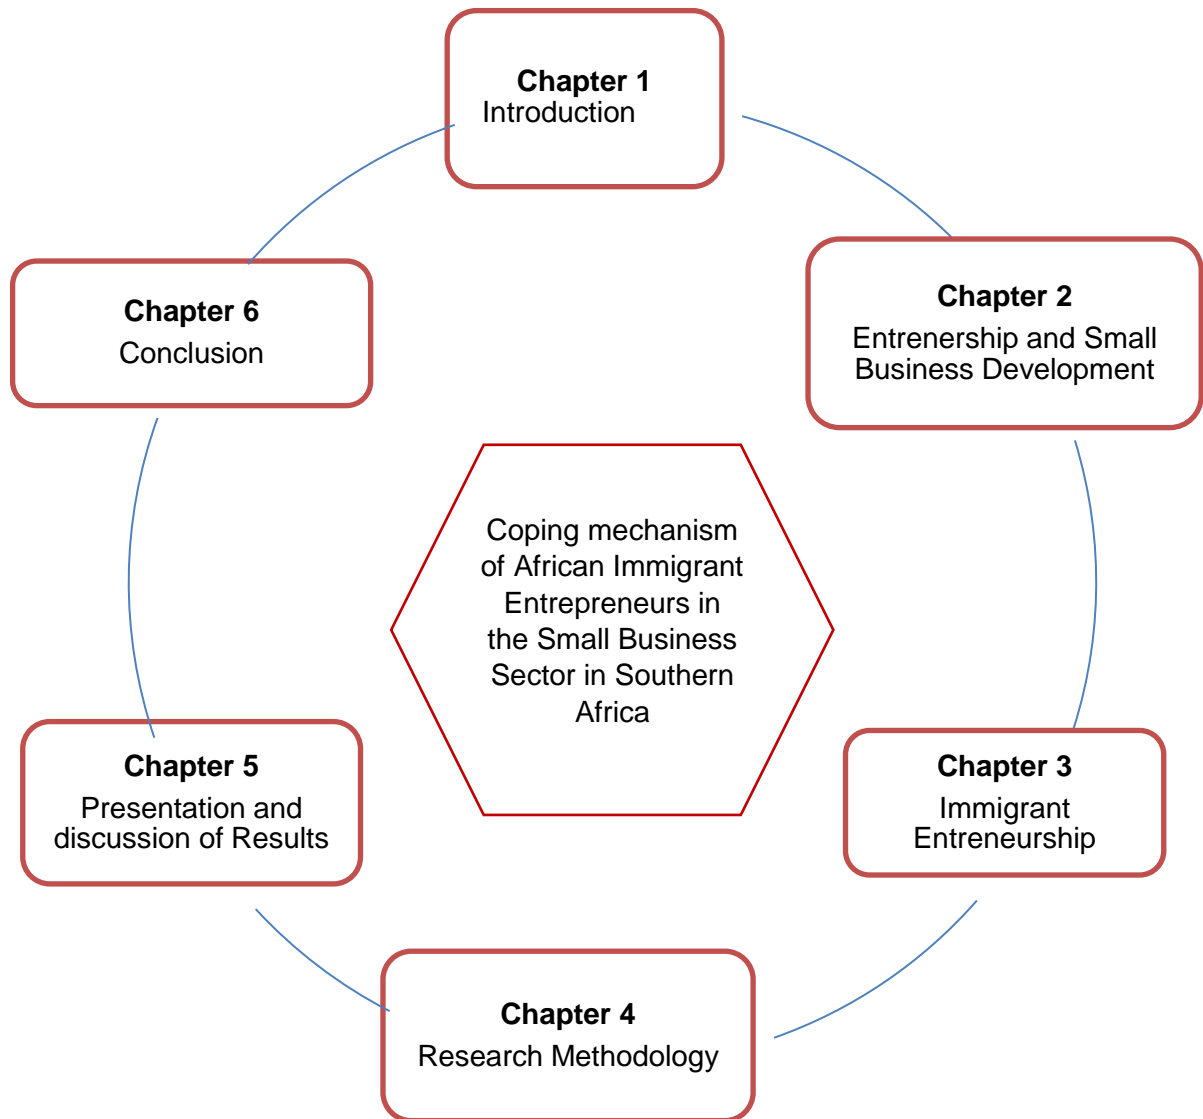 Chapter 1
Introduction
Chapter 2
Entrenership and Small
Business Development
Chapter 3
Immigrant
Entreneurship
Chapter 4
Research Methodology
Chapter 5
Presentation and
discussion of Results
Chapter 6
Conclusion
Coping mechanism
of African Immigrant
Entrepreneurs in
the Small Business
Sector in Southern
Africa